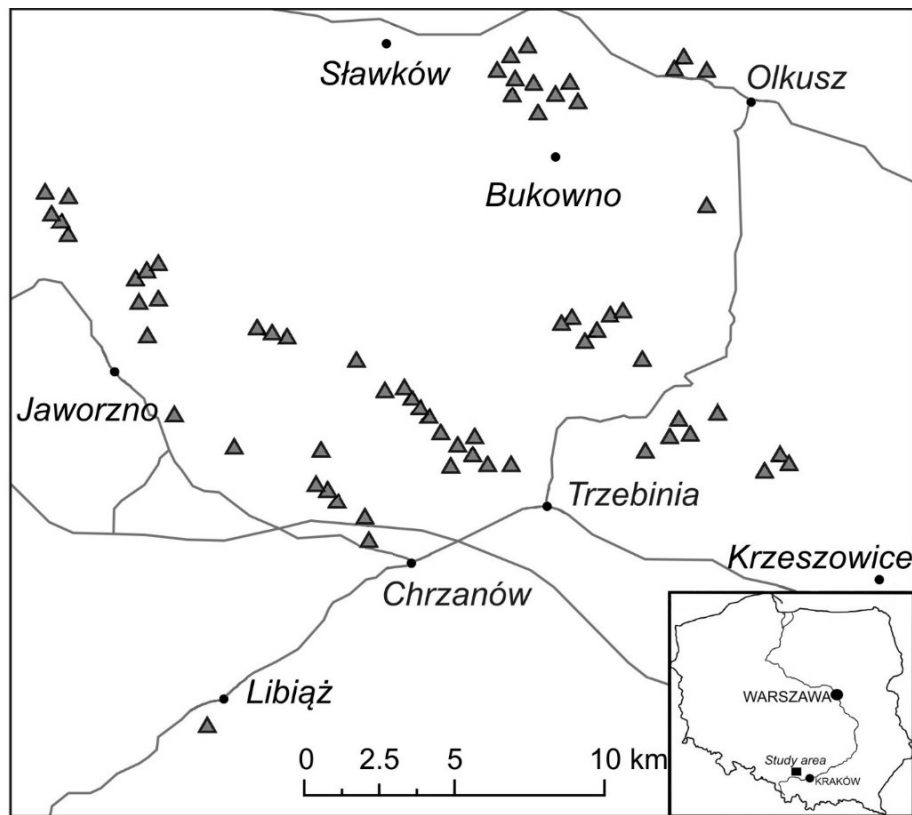 Sławków
Olkusz
Bukowno
Jaworzno
Trzebinia
Krzeszowice
Chrzanów
Libiąż
0 2.5 5 10 km
WARSZAWA
Study area
KRAKÓW